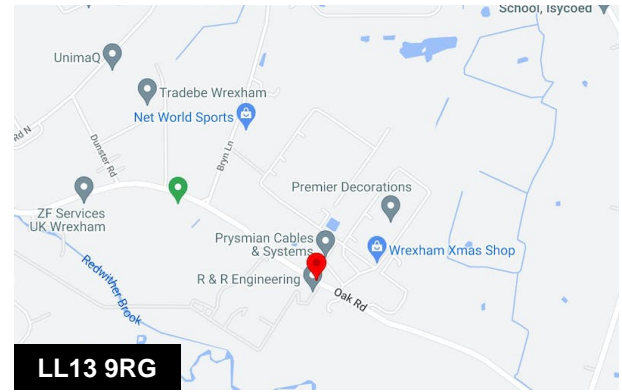 School, Isycoed
UnimaQ
Tradebe Wrexham
Net World Sports
Rd N
Dunster Rd
Bryn Ln
Premier Decorations
ZF Services
UK Wrexham
Prysmian Cables
& Systems
Wrexham Xmas Shop
Redwither Brook
R & R Engineering
Oak Rd
LL13 9RG